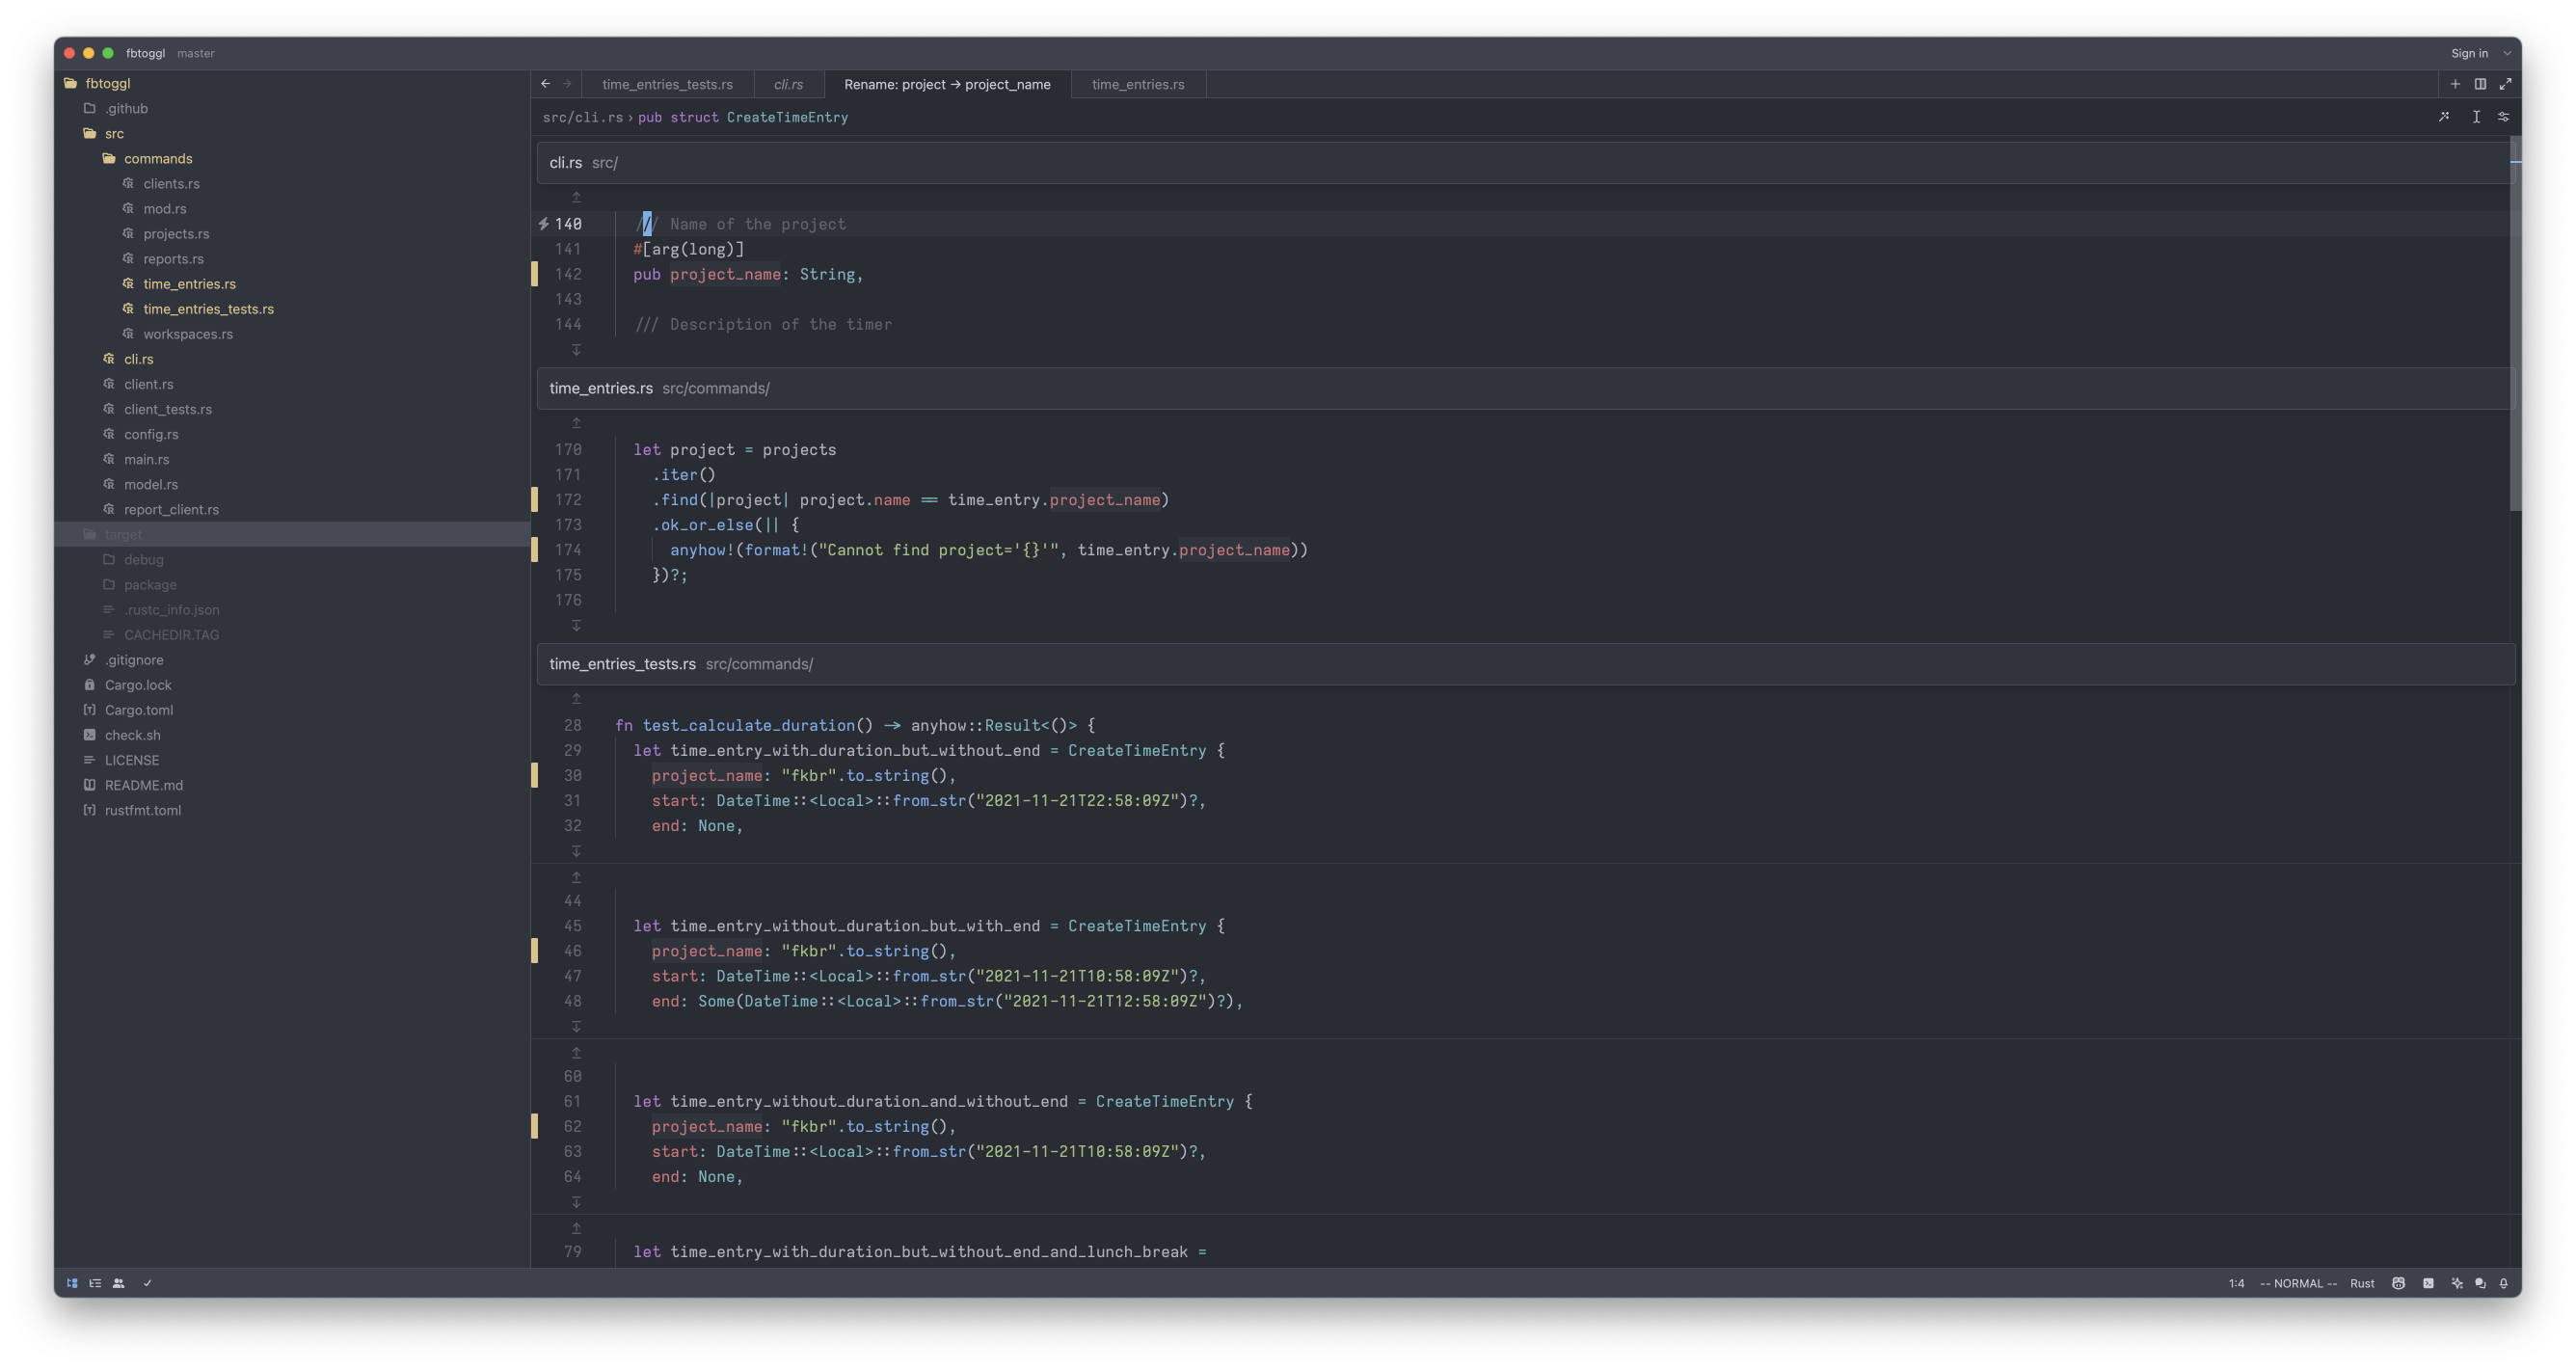 fbtoggl master
Sign in
fbtoggl
.github
src
commands
clients.rs
mod.rs
projects.rs
reports.rs
time_entries.rs
time_entries_tests.rs
workspaces.rs
cli.rs
client.rs
client_tests.rs
config.rs
main.rs
model.rs
report_client.rs
target
debug
package
.rustc_info.json
CACHEDIR.TAG
.gitignore
Cargo.lock
Cargo.toml
check.sh
LICENSE
README.md
rustfmt.toml
time_entries_tests.rs cli.rs Rename: project → project_name time_entries.rs
src/cli.rs › pub struct CreateTimeEntry
cli.rs src/
140 /// Name of the project
141 #[arg(long)]
142 pub project_name: String,
143
144 /// Description of the timer
time_entries.rs src/commands/
170 let project = projects
171 .iter()
172 .find(|project| project.name == time_entry.project_name)
173 .ok_or_else(|| {
174 anyhow!(format!("Cannot find project='{}'", time_entry.project_name))
175 })?;
176
time_entries_tests.rs src/commands/
28 fn test_calculate_duration() -> anyhow::Result<()> {
29 let time_entry_with_duration_but_without_end = CreateTimeEntry {
30 project_name: "fkbr".to_string(),
31 start: DateTime::<Local>::from_str("2021-11-21T22:58:09Z")?,
32 end: None,
44
45 let time_entry_without_duration_but_with_end = CreateTimeEntry {
46 project_name: "fkbr".to_string(),
47 start: DateTime::<Local>::from_str("2021-11-21T10:58:09Z")?,
48 end: Some(DateTime::<Local>::from_str("2021-11-21T12:58:09Z")?),
60
61 let time_entry_without_duration_and_without_end = CreateTimeEntry {
62 project_name: "fkbr".to_string(),
63 start: DateTime::<Local>::from_str("2021-11-21T10:58:09Z")?,
64 end: None,
79 let time_entry_with_duration_but_without_end_and_lunch_break =
1:4 -- NORMAL -- Rust